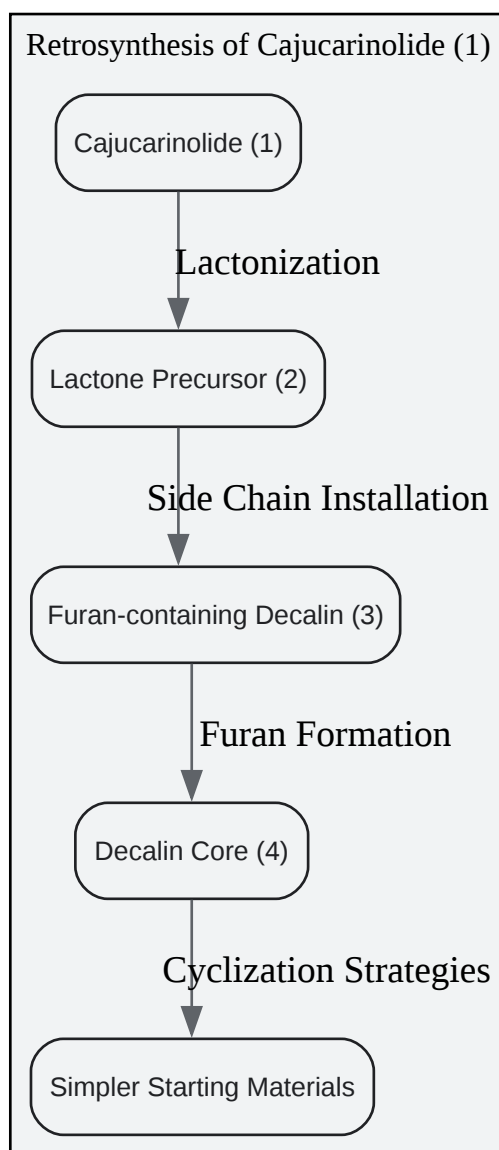 Retrosynthesis of Cajucarinolide (1)
Cajucarinolide (1)
Lactonization
Lactone Precursor (2)
Side Chain Installation
Furan-containing Decalin (3)
Furan Formation
Decalin Core (4)
Cyclization Strategies
Simpler Starting Materials